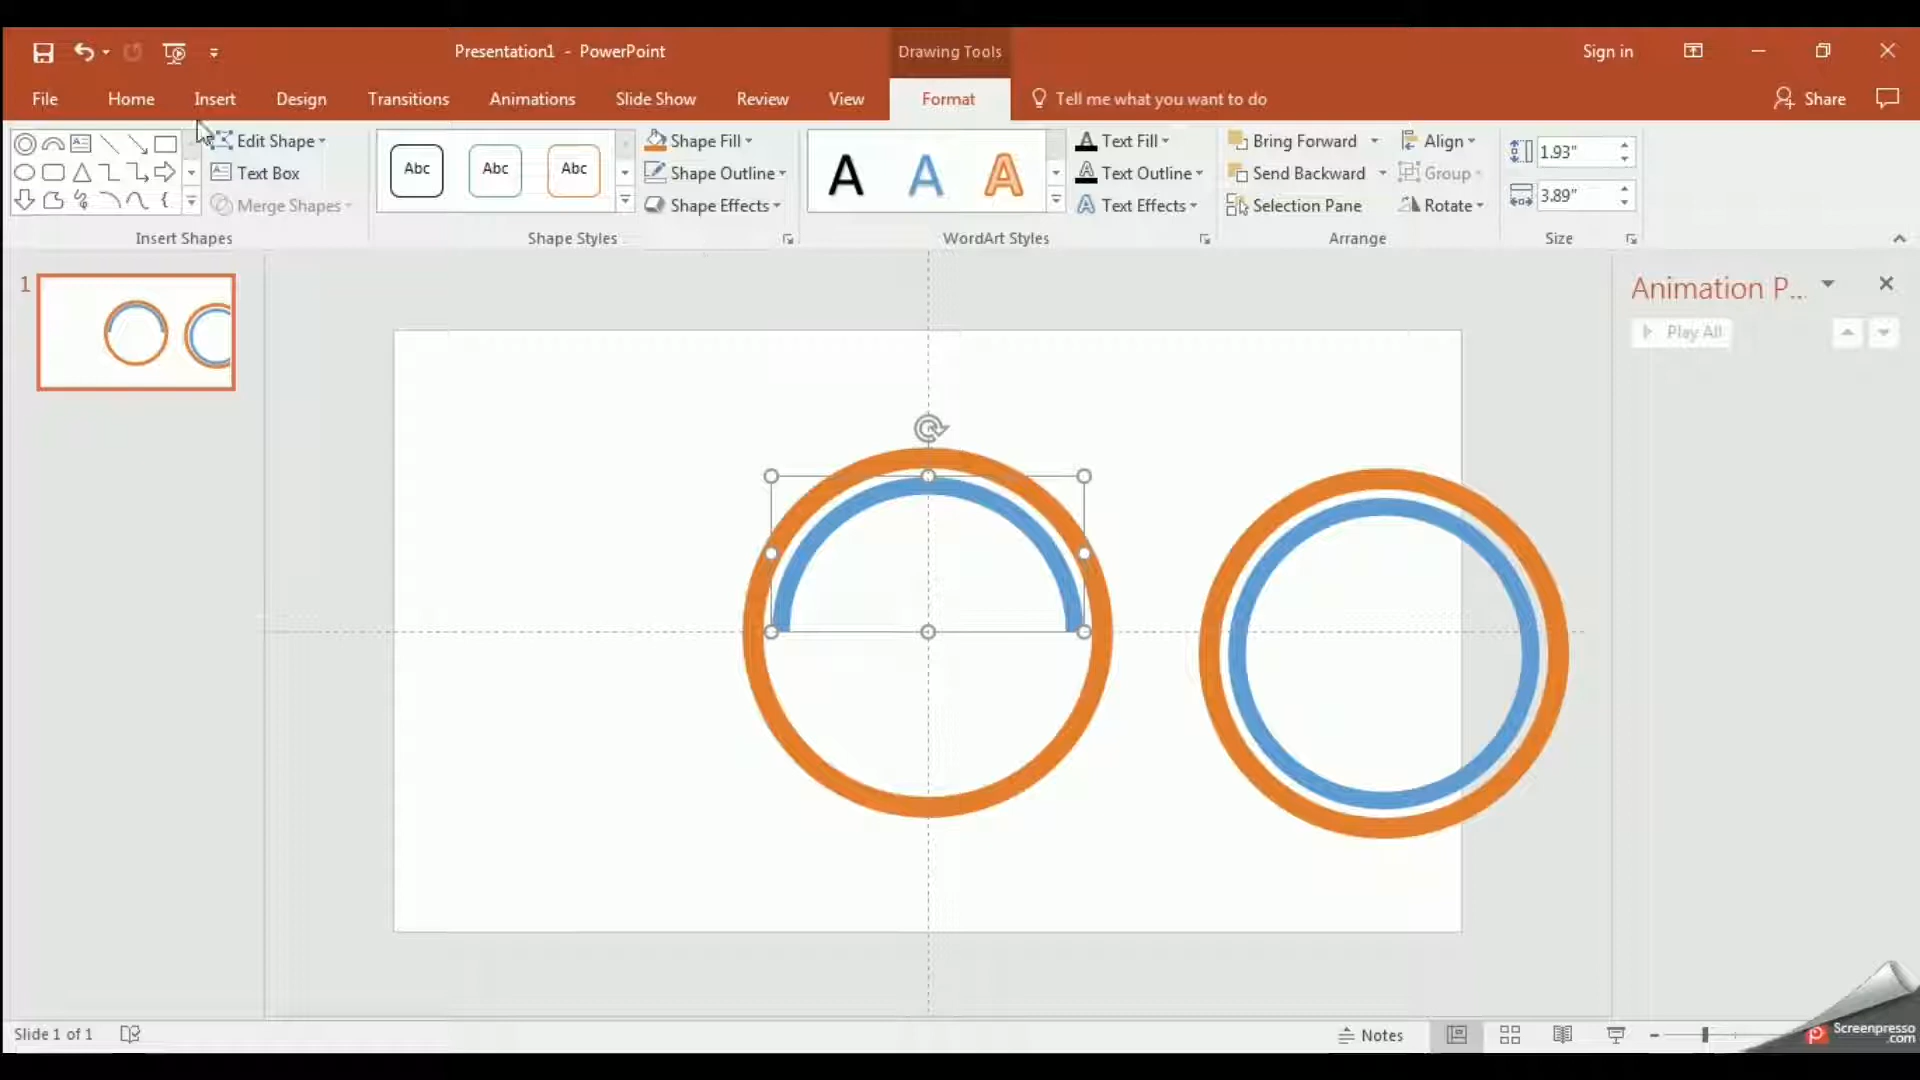 Presentation1 - PowerPoint
Drawing Tools
Sign in
File Home Insert Design Transitions Animations Slide Show Review View Format Tell me what you want to do Share
Edit Shape
Text Box
Merge Shapes
Insert Shapes
Abc Abc Abc
Shape Fill
Shape Outline
Shape Effects
Shape Styles
A A A
Text Fill
Text Outline
Text Effects
WordArt Styles
Bring Forward
Send Backward
Selection Pane
Align
Group
Rotate
Arrange
1.93"
3.89"
Size
1
Animation P...
Play All
Slide 1 of 1
Notes
Screenpresso
.com